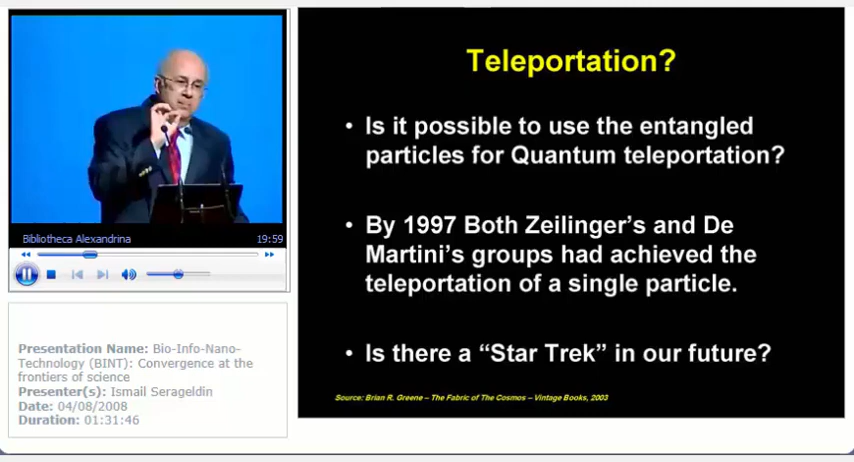 Bibliotheca Alexandrina 19:59
Presentation Name: Bio-Info-Nano-
Technology (BINT): Convergence at the
frontiers of science
Presenter(s): Ismail Serageldin
Date: 04/08/2008
Duration: 01:31:46
Teleportation?
• Is it possible to use the entangled
particles for Quantum teleportation?
• By 1997 Both Zeilinger's and De
Martini's groups had achieved the
teleportation of a single particle.
• Is there a “Star Trek” in our future?
Source: Brian R. Greene – The Fabric of The Cosmos – Vintage Books, 2003